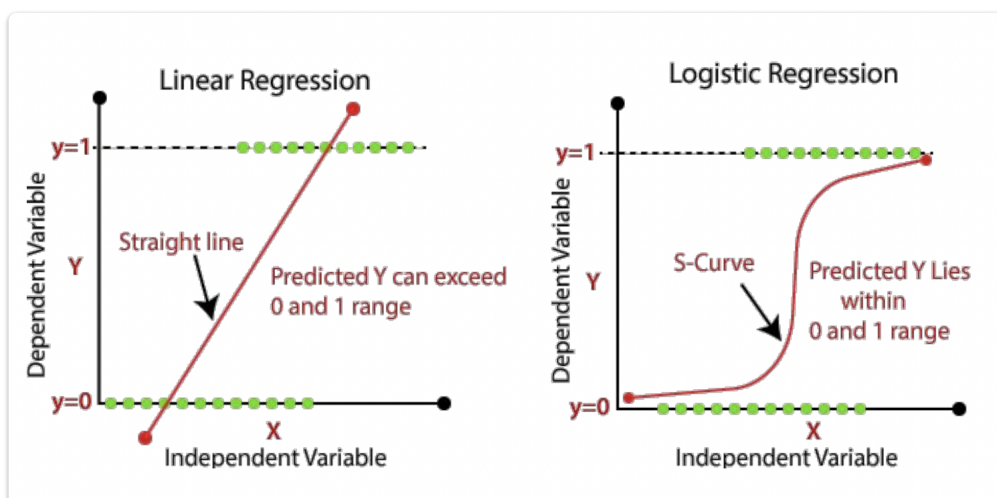 Linear Regression
y=1
Dependent Variable
Y
Straight line
Predicted Y can exceed
0 and 1 range
y=0
X
Independent Variable
Logistic Regression
y=1
Dependent Variable
Y
S-Curve
Predicted Y Lies
within
0 and 1 range
y=0
X
Independent Variable